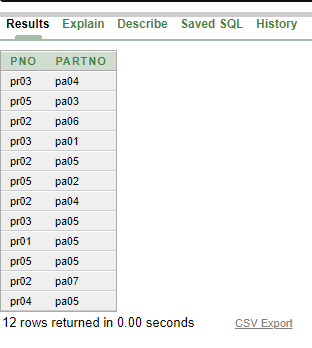 Results Explain Describe Saved SQL History
PNO PARTNO
pr03 pa04
pr05 pa03
pr02 pa06
pr03 pa01
pr02 pa05
pr05 pa02
pr02 pa04
pr03 pa05
pr01 pa05
pr05 pa05
pr02 pa07
pr04 pa05
12 rows returned in 0.00 seconds CSV Export